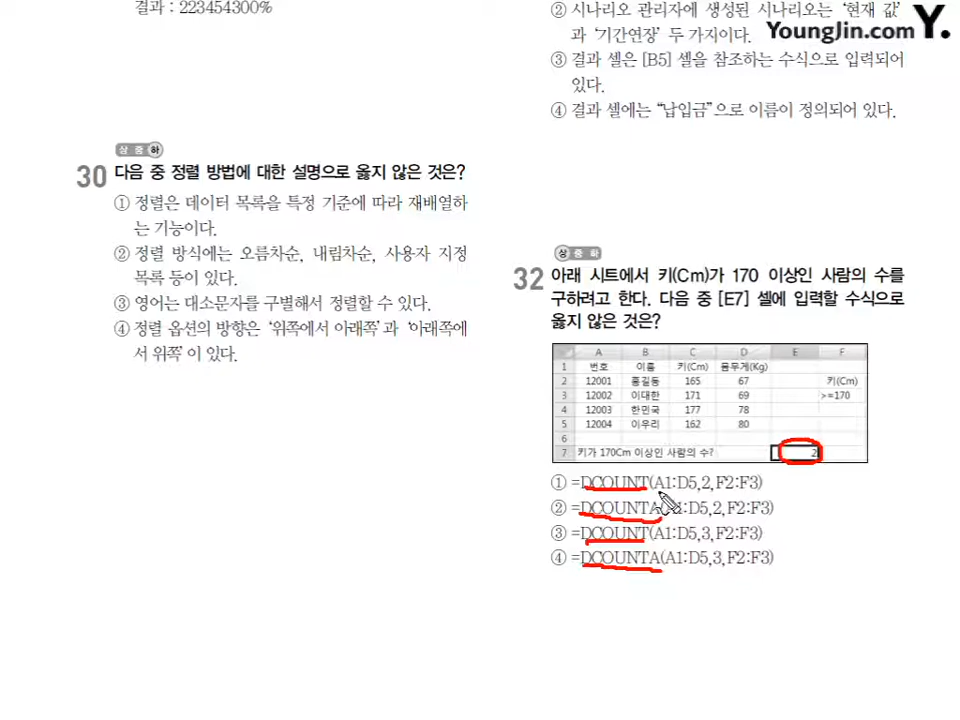 결과 : 223454300%
30 다음 중 정렬 방법에 대한 설명으로 옳지 않은 것은?
상 중 하
① 정렬은 데이터 목록을 특정 기준에 따라 재배열하
는 기능이다.
② 정렬 방식에는 오름차순, 내림차순, 사용자 지정
목록 등이 있다.
③ 영어는 대소문자를 구별해서 정렬할 수 있다.
④ 정렬 옵션의 방향은 '위쪽에서 아래쪽'과 '아래쪽에
서 위쪽'이 있다.
② 시나리오 관리자에 생성된 시나리오는 '현재 값'
과 '기간연장' 두 가지이다.
YoungJin.com Y.
③ 결과 셀은 [B5] 셀을 참조하는 수식으로 입력되어
있다.
④ 결과 셀에는 "납입금"으로 이름이 정의되어 있다.
상 중 하
32 아래 시트에서 키(Cm)가 170 이상인 사람의 수를
구하려고 한다. 다음 중 [E7] 셀에 입력할 수식으로
옳지 않은 것은?
A B C D E F
1 번호 이름 키(Cm) 몸무게(Kg)
2 12001 홍길동 165 67 키(Cm)
3 12002 이대한 171 69 >=170
4 12003 한민국 177 78
5 12004 이우리 162 80
6
7 키가 170Cm 이상인 사람의 수? 2
① =DCOUNT(A1:D5,2,F2:F3)
② =DCOUNTA(A1:D5,2,F2:F3)
③ =DCOUNT(A1:D5,3,F2:F3)
④ =DCOUNTA(A1:D5,3,F2:F3)